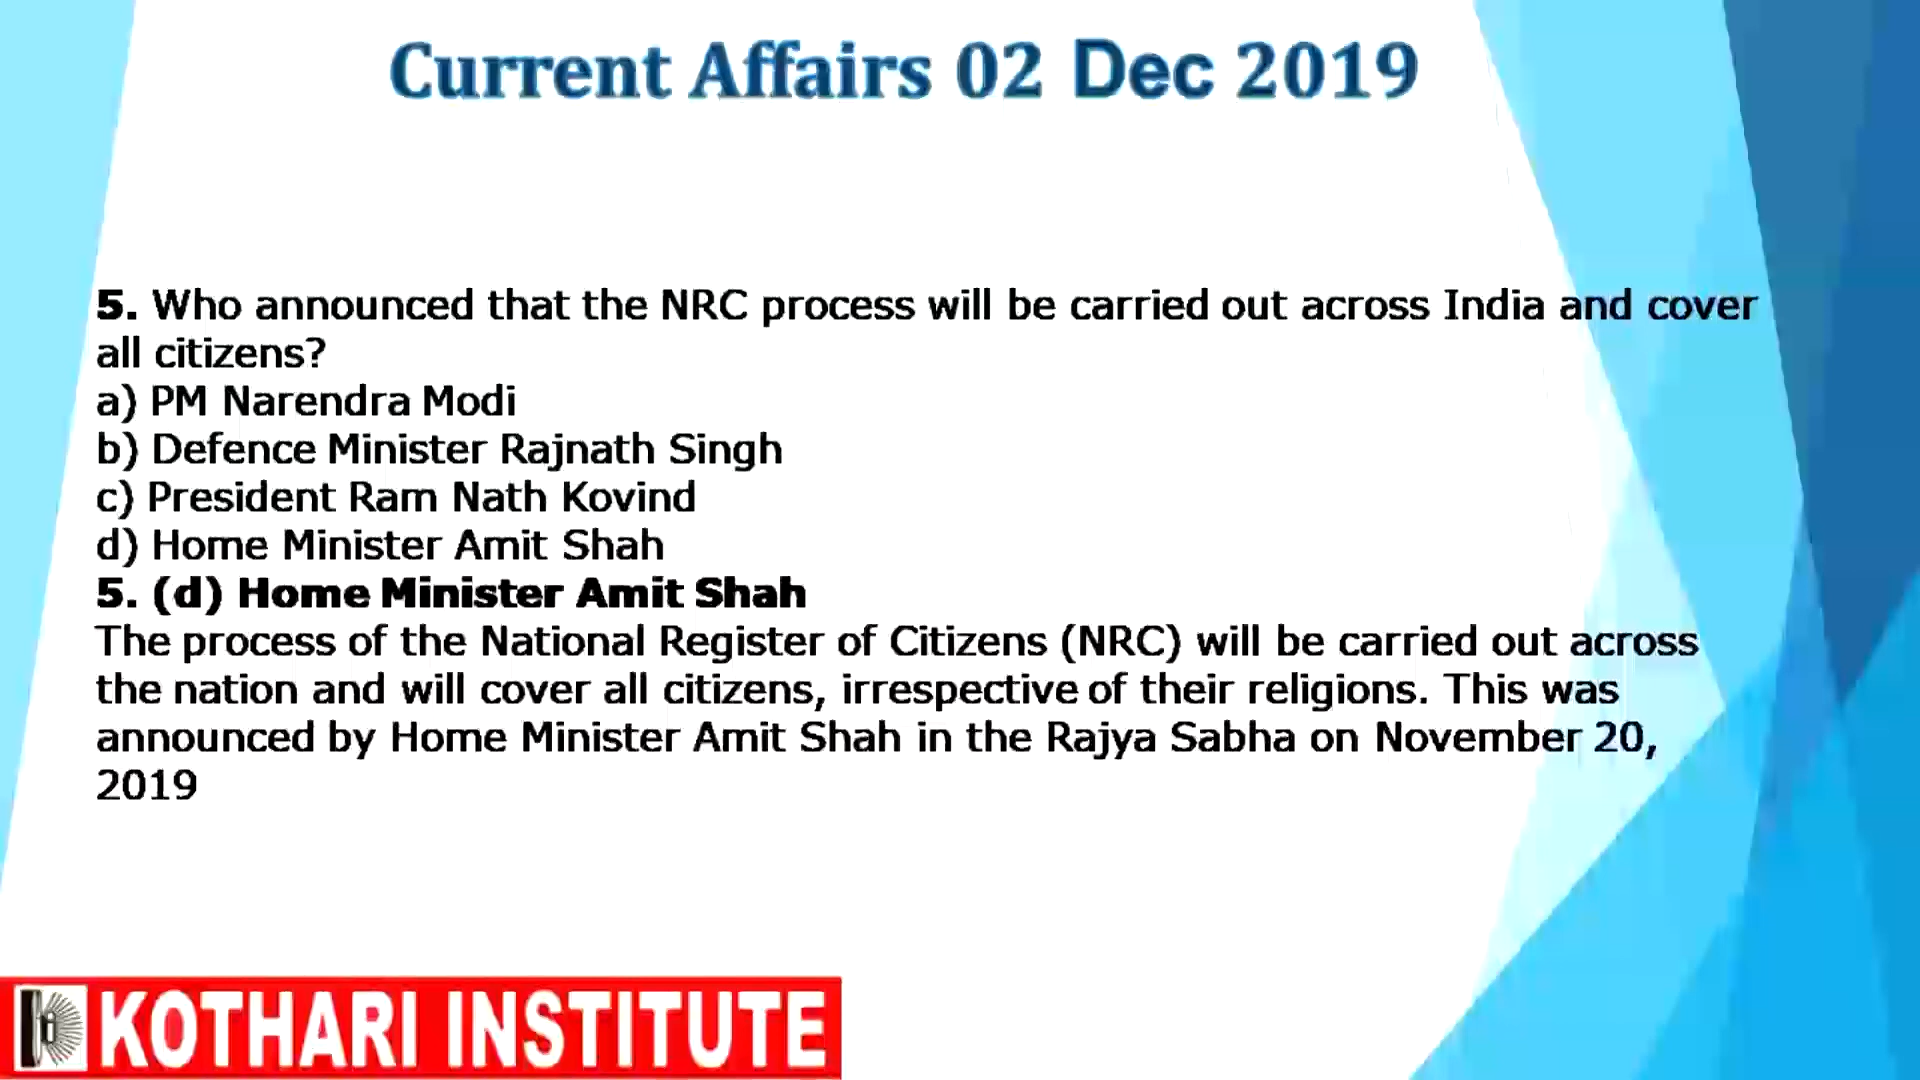 Current Affairs 02 Dec 2019
5. Who announced that the NRC process will be carried out across India and cover
all citizens?
a) PM Narendra Modi
b) Defence Minister Rajnath Singh
c) President Ram Nath Kovind
d) Home Minister Amit Shah
5. (d) Home Minister Amit Shah
The process of the National Register of Citizens (NRC) will be carried out across
the nation and will cover all citizens, irrespective of their religions. This was
announced by Home Minister Amit Shah in the Rajya Sabha on November 20,
2019
KOTHARI INSTITUTE